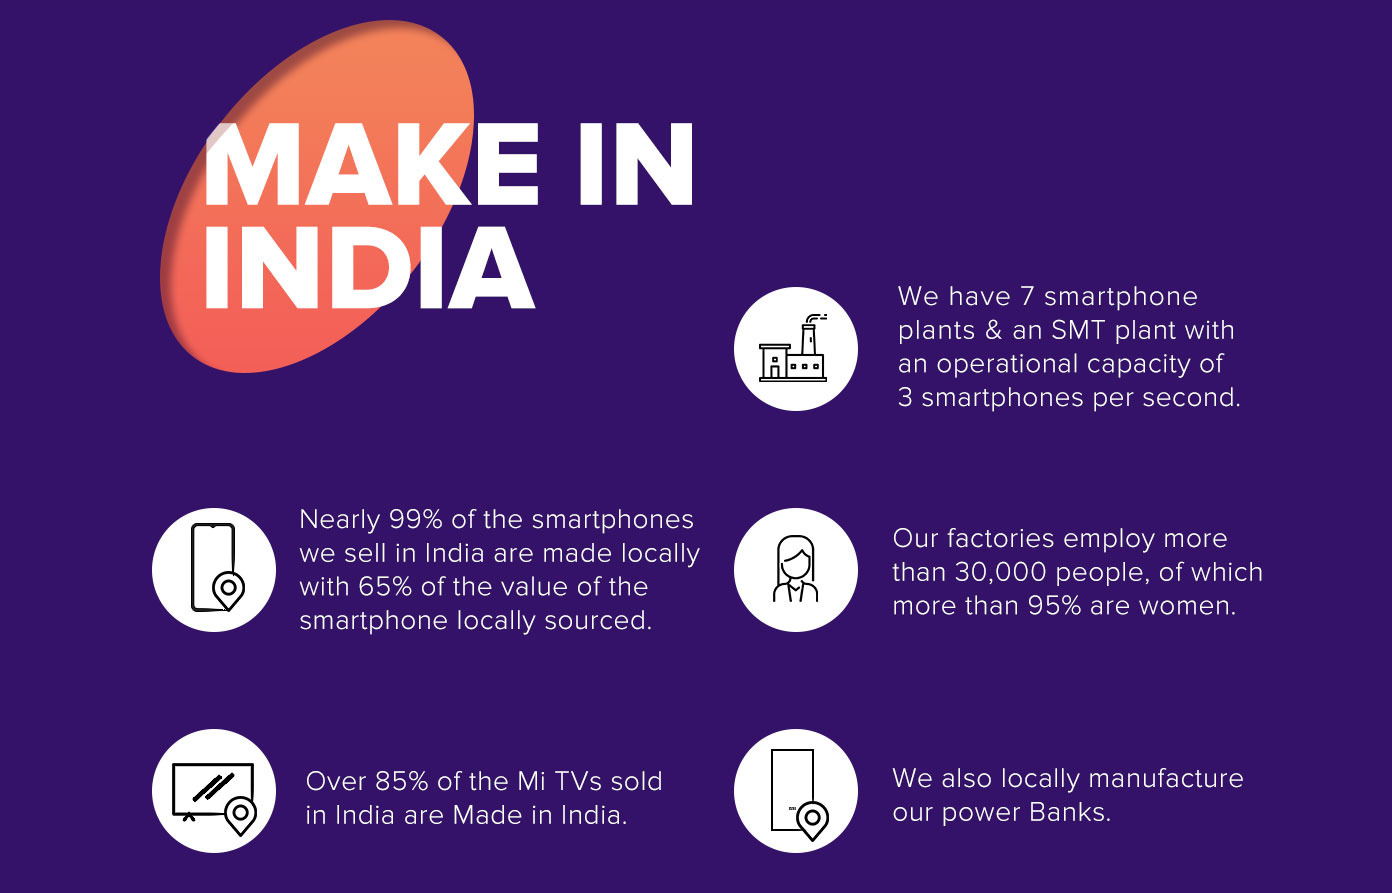 MAKE IN
INDIA
We have 7 smartphone
plants & an SMT plant with
an operational capacity of
3 smartphones per second.
Nearly 99% of the smartphones
we sell in India are made locally
with 65% of the value of the
smartphone locally sourced.
Our factories employ more
than 30,000 people, of which
more than 95% are women.
Over 85% of the Mi TVs sold
in India are Made in India.
We also locally manufacture
our power Banks.